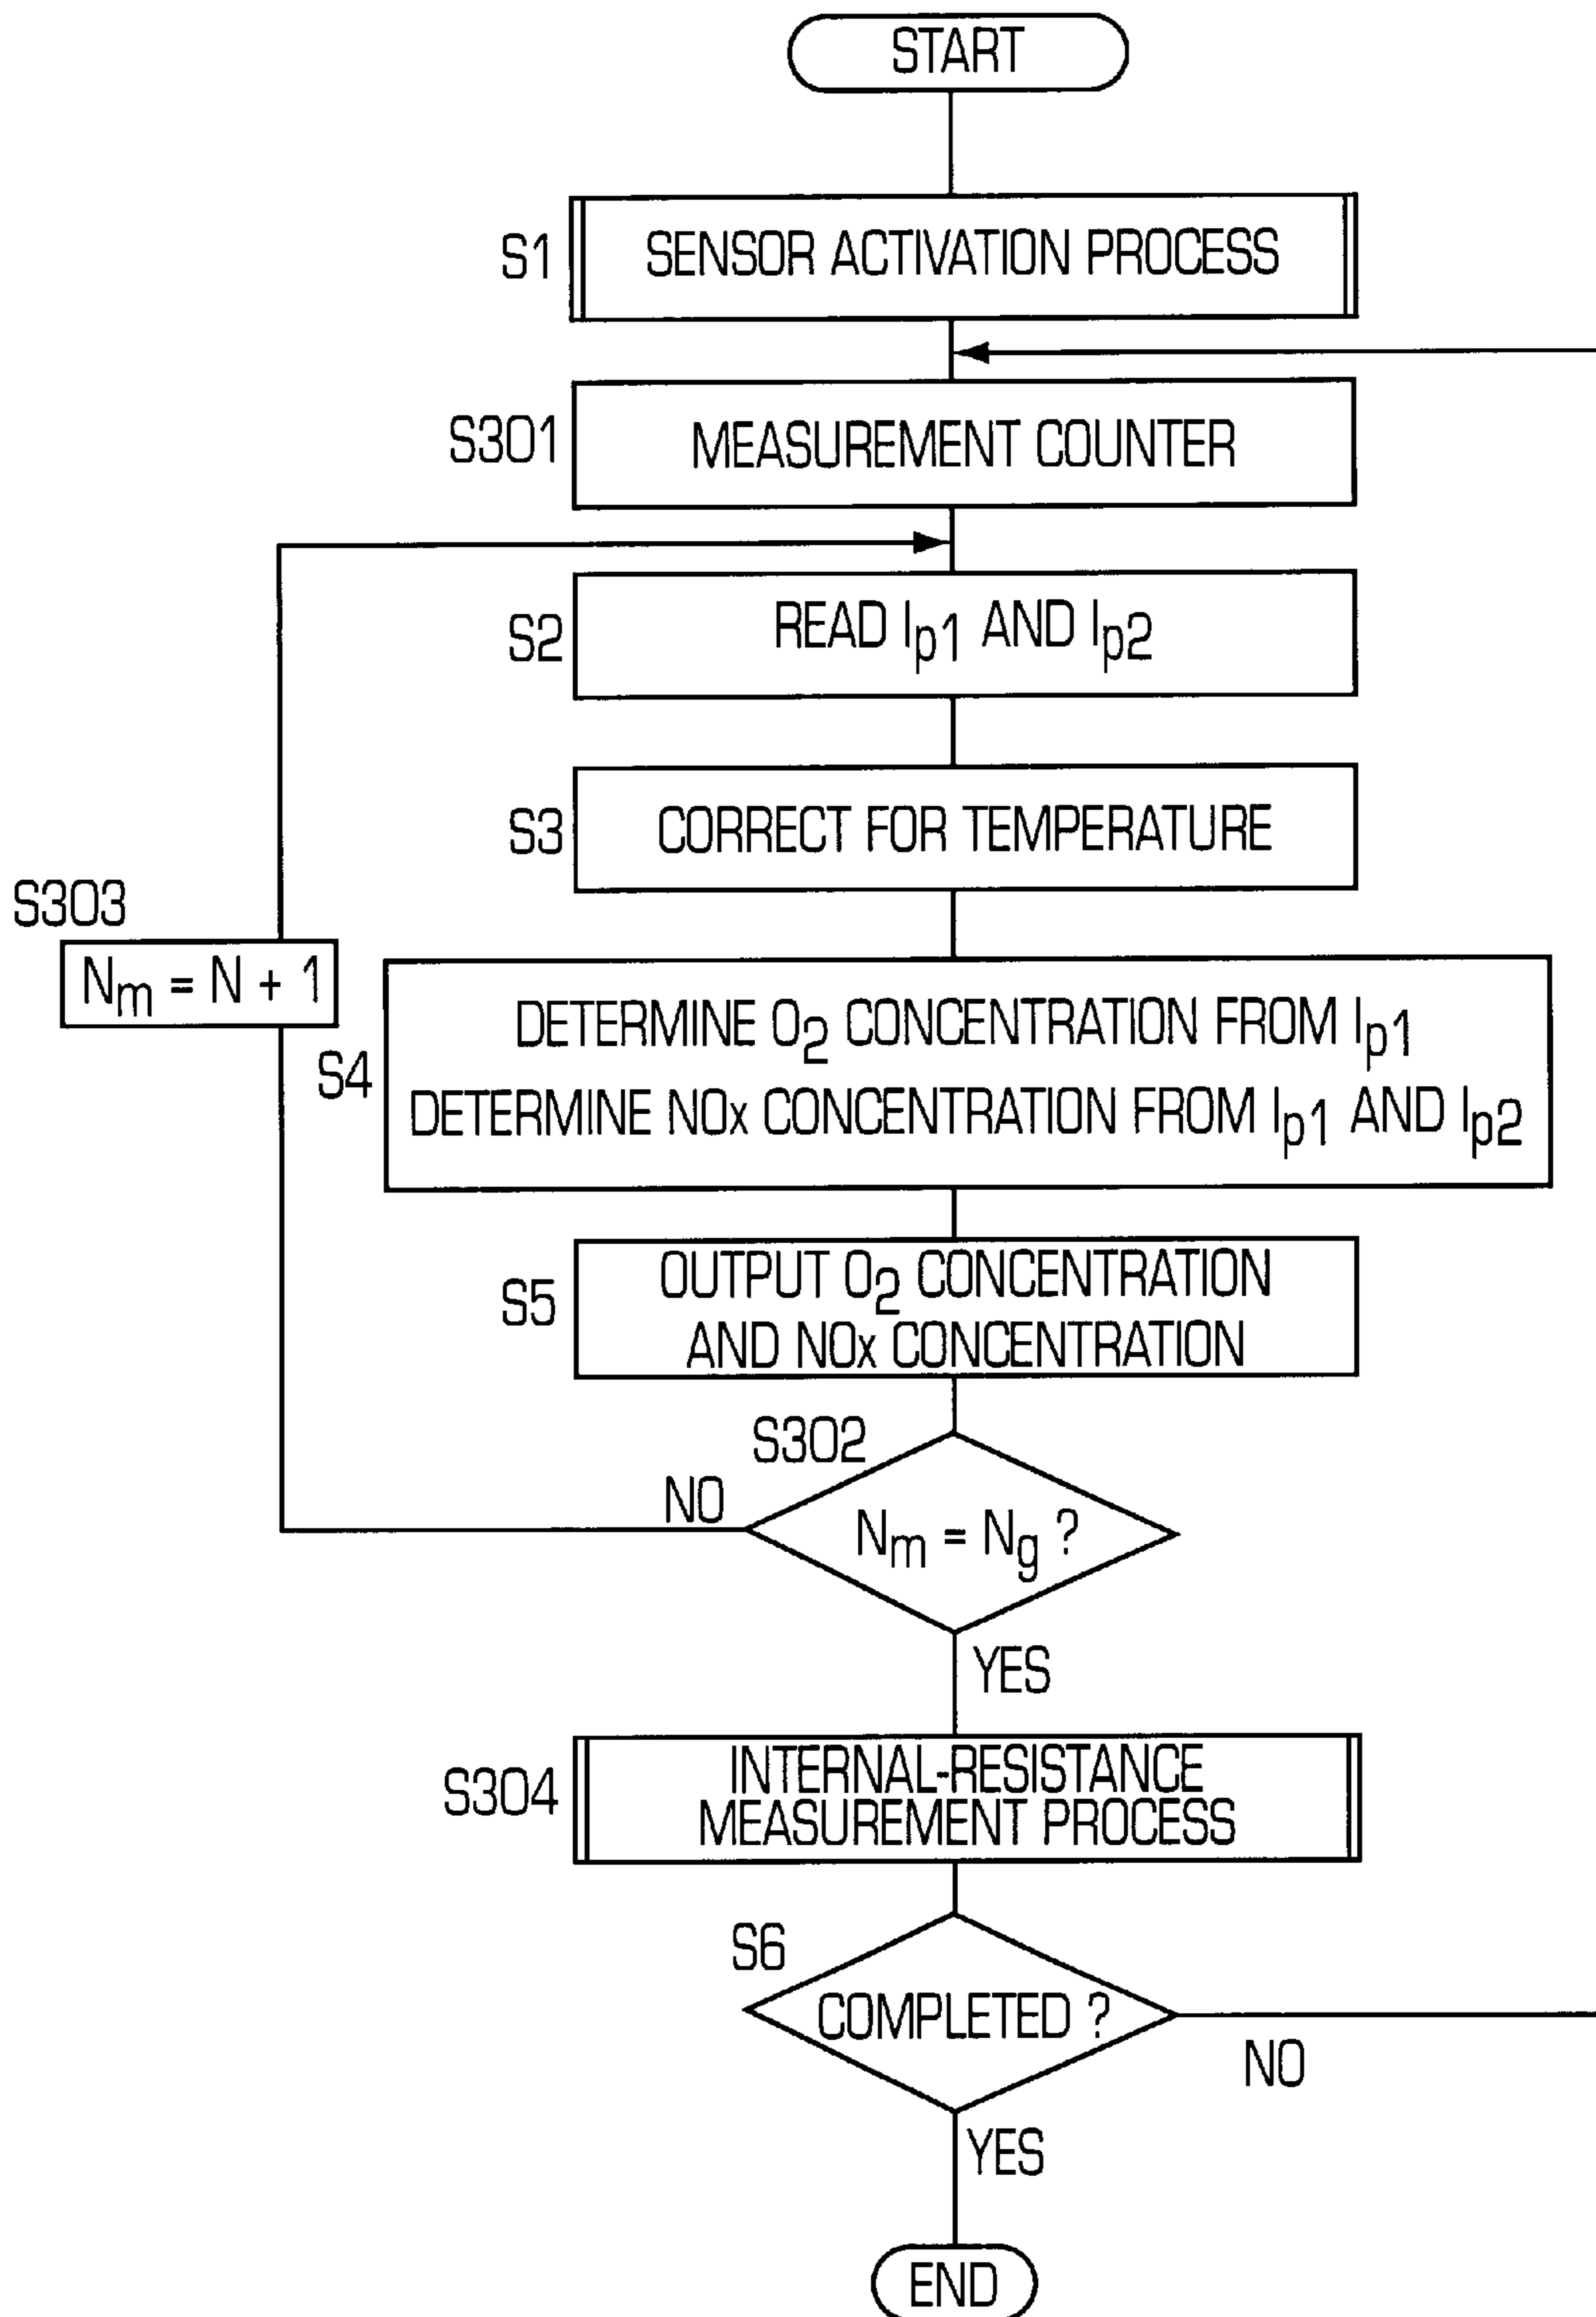 START
S1
SENSOR ACTIVATION PROCESS
S301
MEASUREMENT COUNTER
S2
READ Ip1 AND Ip2
S3
CORRECT FOR TEMPERATURE
S303
Nm = N + 1
S4
DETERMINE O2 CONCENTRATION FROM Ip1
DETERMINE NOx CONCENTRATION FROM Ip1 AND Ip2
S5
OUTPUT O2 CONCENTRATION
AND NOx CONCENTRATION
S302
NO
Nm = Ng ?
YES
S304
INTERNAL-RESISTANCE
MEASUREMENT PROCESS
S6
COMPLETED ?
NO
YES
END